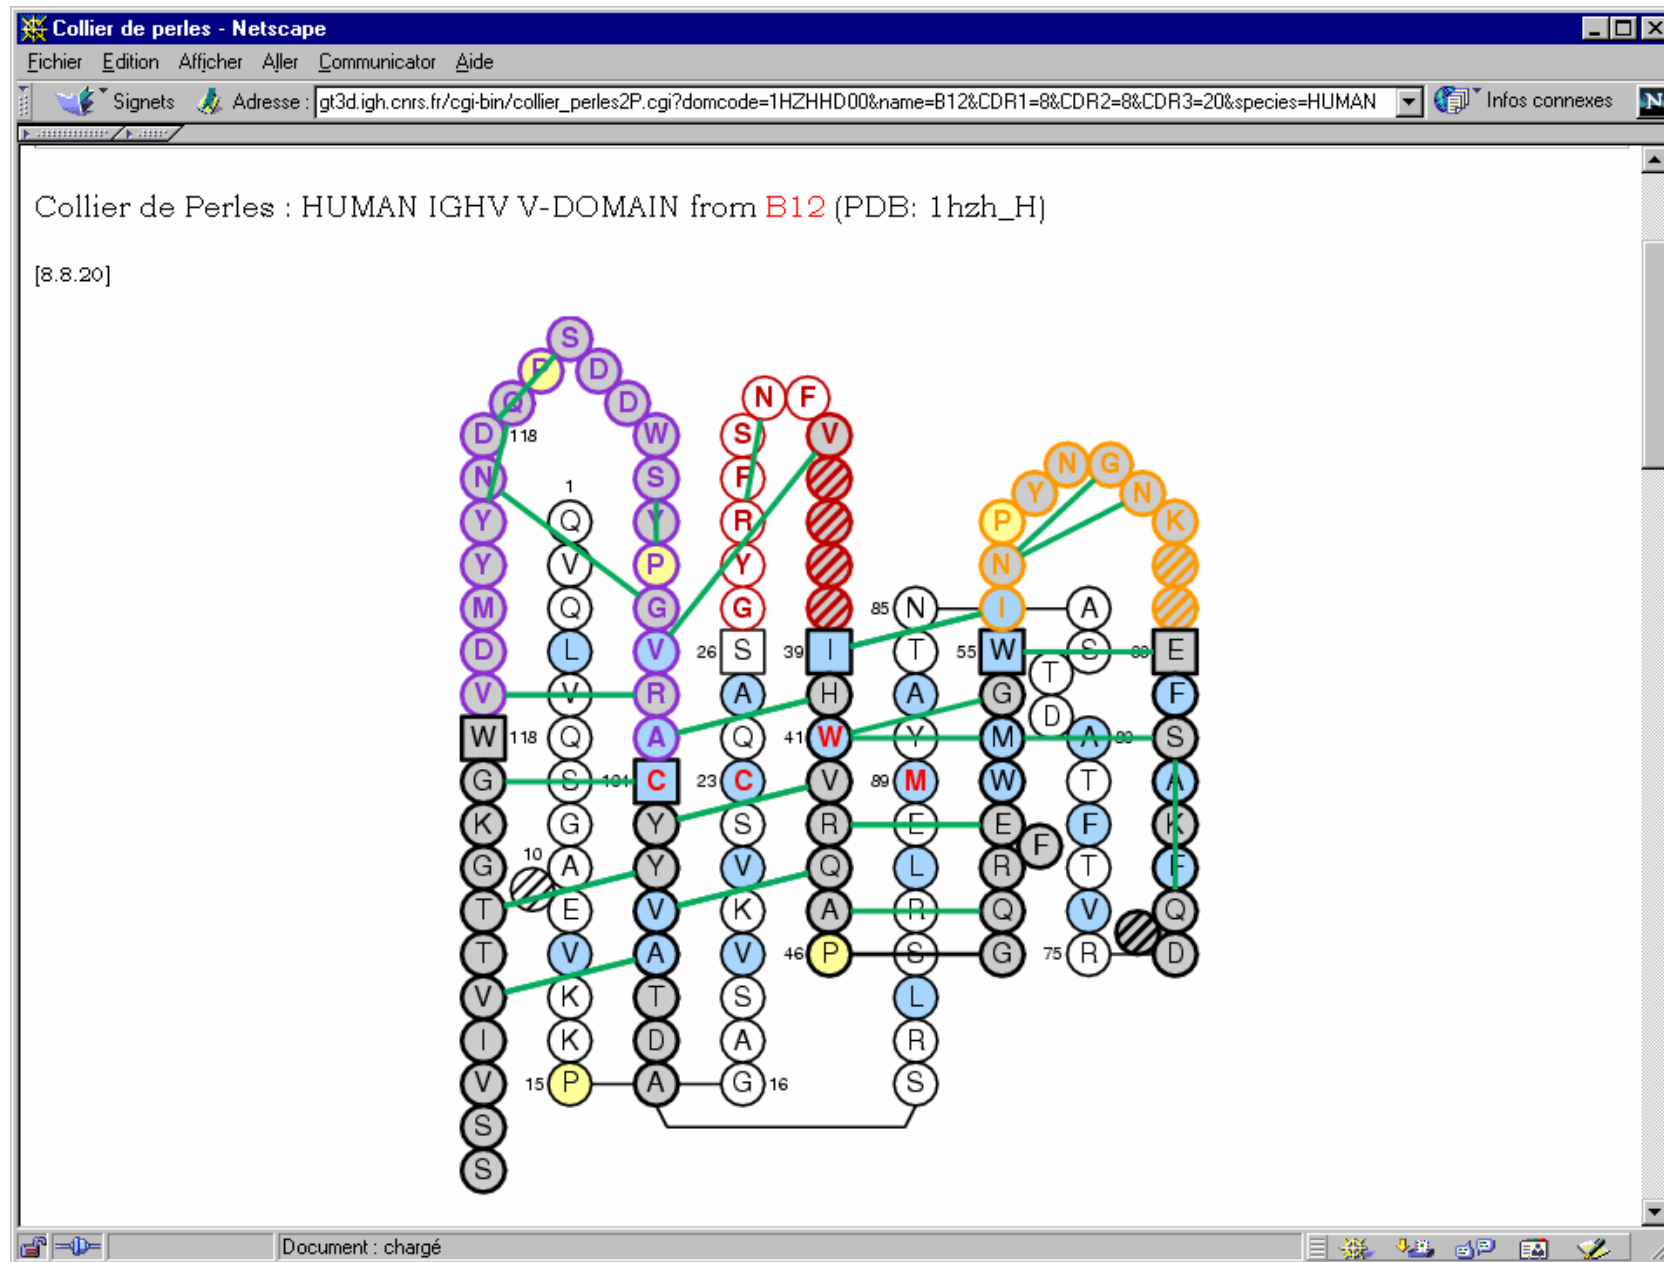 Collier de perles - Netscape
Fichier Edition Afficher Aller Communicator Aide
Signets Adresse : gt3d.igh.cnrs.fr/cgi-bin/collier_perles2P.cgi?domcode=1HZHHD00&name=B12&CDR1=8&CDR2=8&CDR3=20&species=HUMAN Infos connexes N
Collier de Perles : HUMAN IGHV V-DOMAIN from B12 (PDB: 1hzh_H)
[8.8.20]
S
P D
Q D N F
D 118 W S V
N S F Y N G N
1
Y Q Y R P K
Y V P Y N
M Q G G 85 N I A
D L V 26 S 39 I T 55 W S E
T
V V R A H A G F
D
W 118 Q A Q 41 W Y M A S
G S C 23 C V 89 M W T A
K G Y S R E E F F K
10
G A Y V Q L R T F
T E V K A R Q V Q
T V A V 46 P S G 75 R D
V K T S L
I K D A R
V 15 P A G 16 S
S
S
Document : chargé